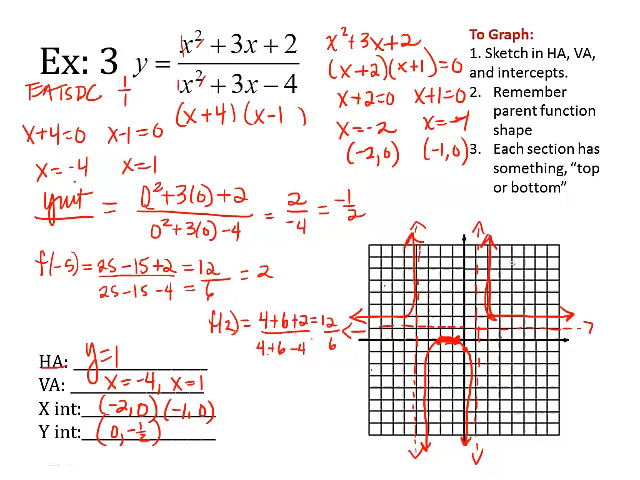 Ex: 3 y = x² + 3x + 2 / x² + 3x − 4
EATSDC 1/1
(x+4)(x-1)
x+4=0 x-1=0
x=-4 x=1
x²+3x+2
(x+2)(x+1)=0
x+2=0 x+1=0
x=-2 x=-1
(-2,0) (-1,0)
To Graph:
1. Sketch in HA, VA,
and intercepts.
2. Remember
parent function
shape
3. Each section has
something, “top
or bottom”
yint = 0²+3(0)+2 / 0²+3(0)-4 = 2/-4 = -1/2
f(-5) = 25-15+2 / 25-15-4 = 12/6 = 2
f(2) = 4+6+2 / 4+6-4 = 12/6
HA: y=1
VA: x=-4, x=1
X int: (-2,0) (-1,0)
Y int: (0,-1/2)